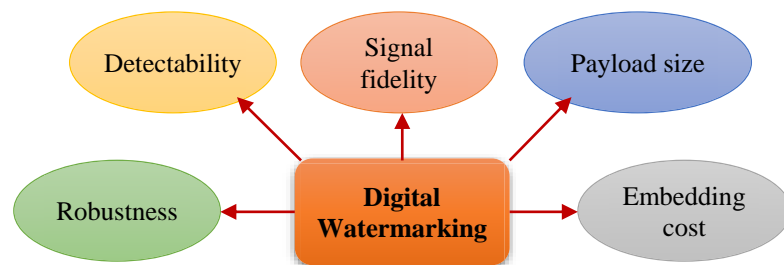 Detectability
Signal
fidelity
Payload size
Robustness
Digital
Watermarking
Embedding
cost